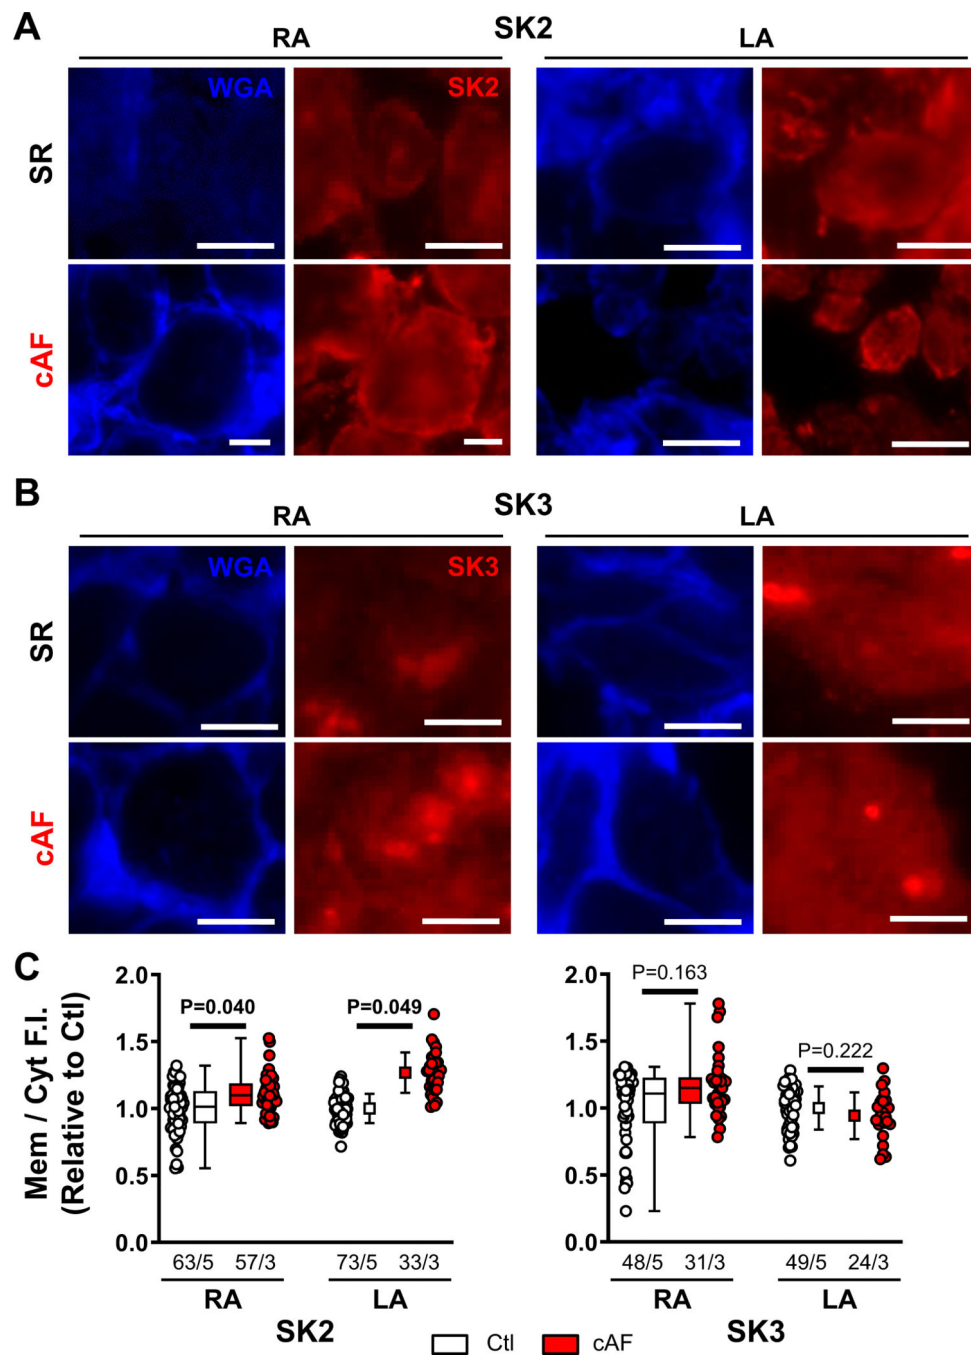 A
SK2
RA
LA
WGA
SK2
SR
cAF
B
SK3
RA
LA
WGA
SK3
SR
cAF
C
Mem / Cyt F.I.
(Relative to Ctl)
2.0
1.5
1.0
0.5
0.0
P=0.040
P=0.049
63/5 57/3 73/5 33/3
RA LA
SK2
2.0
1.5
1.0
0.5
0.0
P=0.163
P=0.222
48/5 31/3 49/5 24/3
RA LA
SK3
Ctl cAF